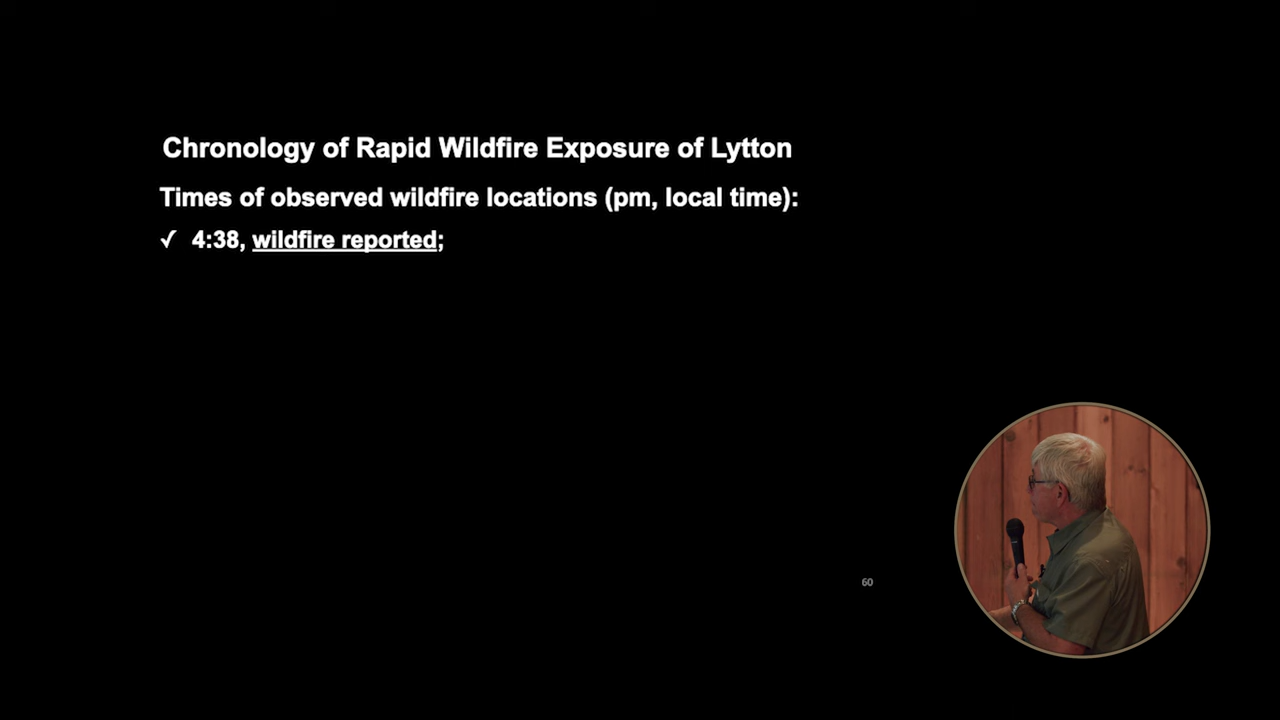 Chronology of Rapid Wildfire Exposure of Lytton
Times of observed wildfire locations (pm, local time):
✓ 4:38, wildfire reported;
60